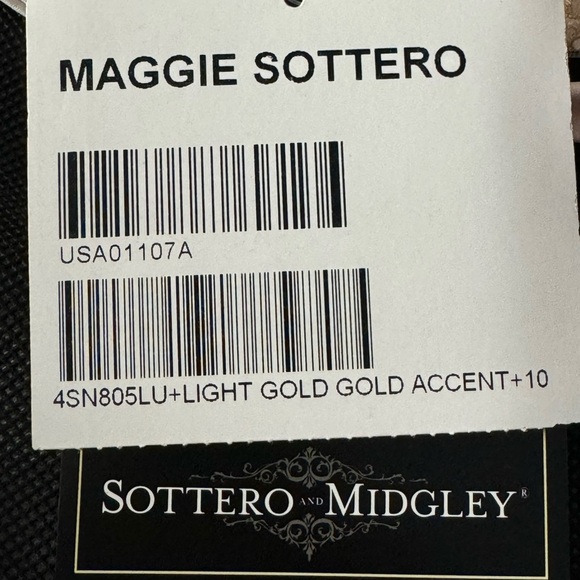 MAGGIE SOTTERO
USA01107A
4SN805LU+LIGHT GOLD GOLD ACCENT+10
SOTTERO AND MIDGLEY®